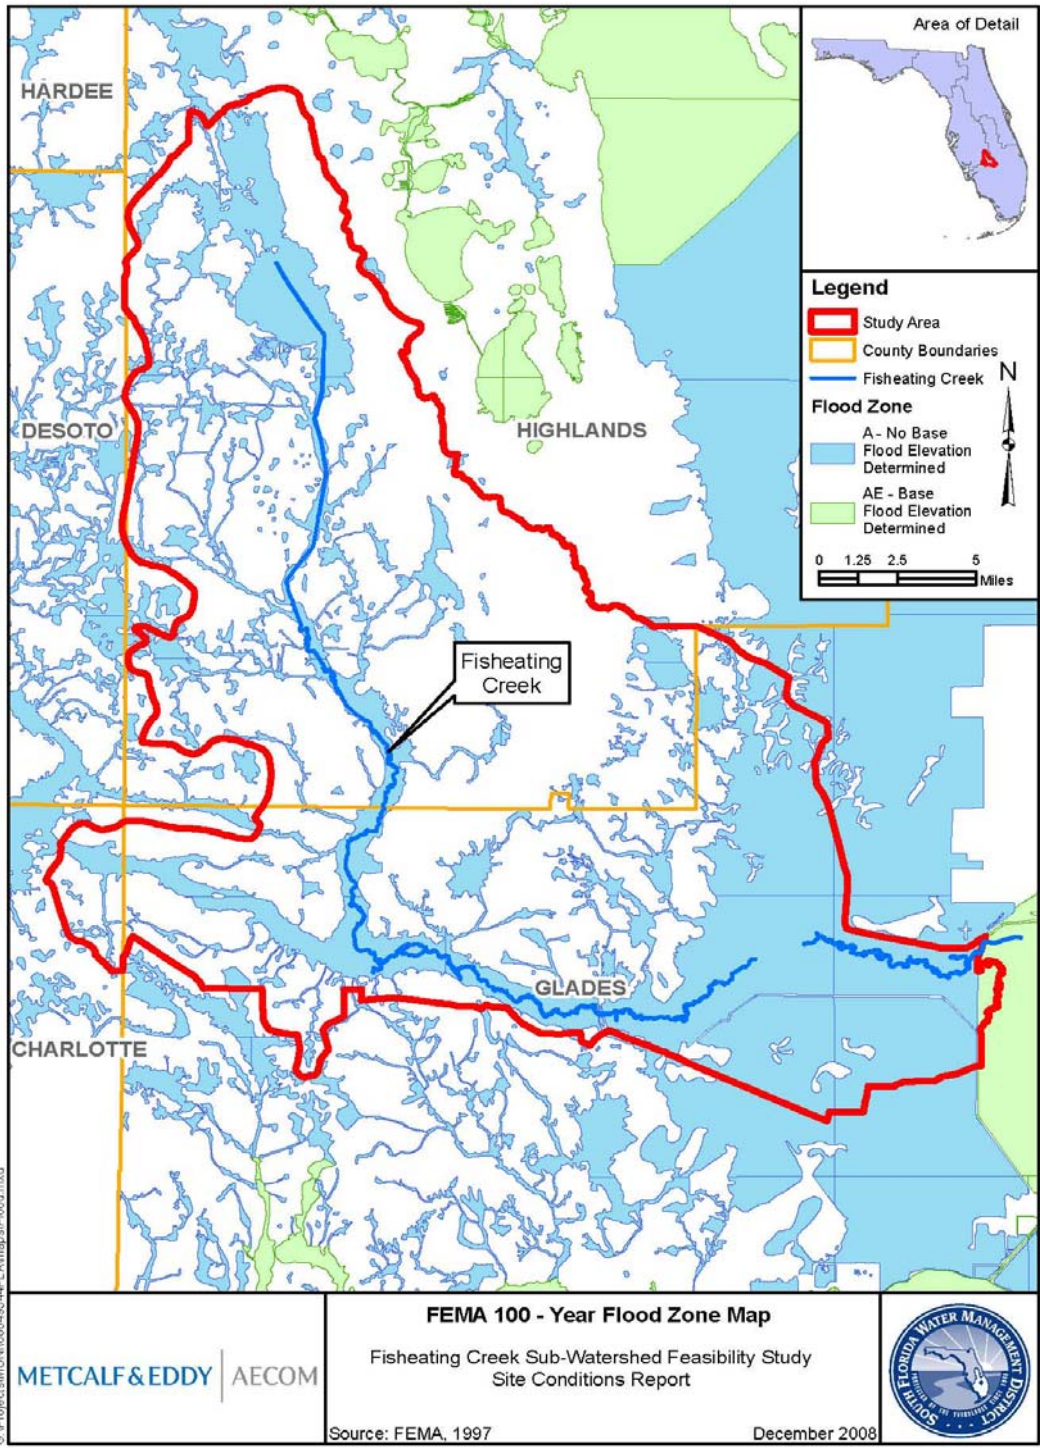 Area of Detail
HARDEE
DESOTO
HIGHLANDS
Legend
Study Area
County Boundaries
Fisheating Creek
N
Flood Zone
A - No Base
Flood Elevation
Determined
AE - Base
Flood Elevation
Determined
0 1.25 2.5 5
Miles
Fisheating
Creek
GLADES
CHARLOTTE
METCALF & EDDY | AECOM
FEMA 100 - Year Flood Zone Map
Fisheating Creek Sub-Watershed Feasibility Study
Site Conditions Report
Source: FEMA, 1997
December 2008
SOUTH FLORIDA WATER MANAGEMENT DISTRICT